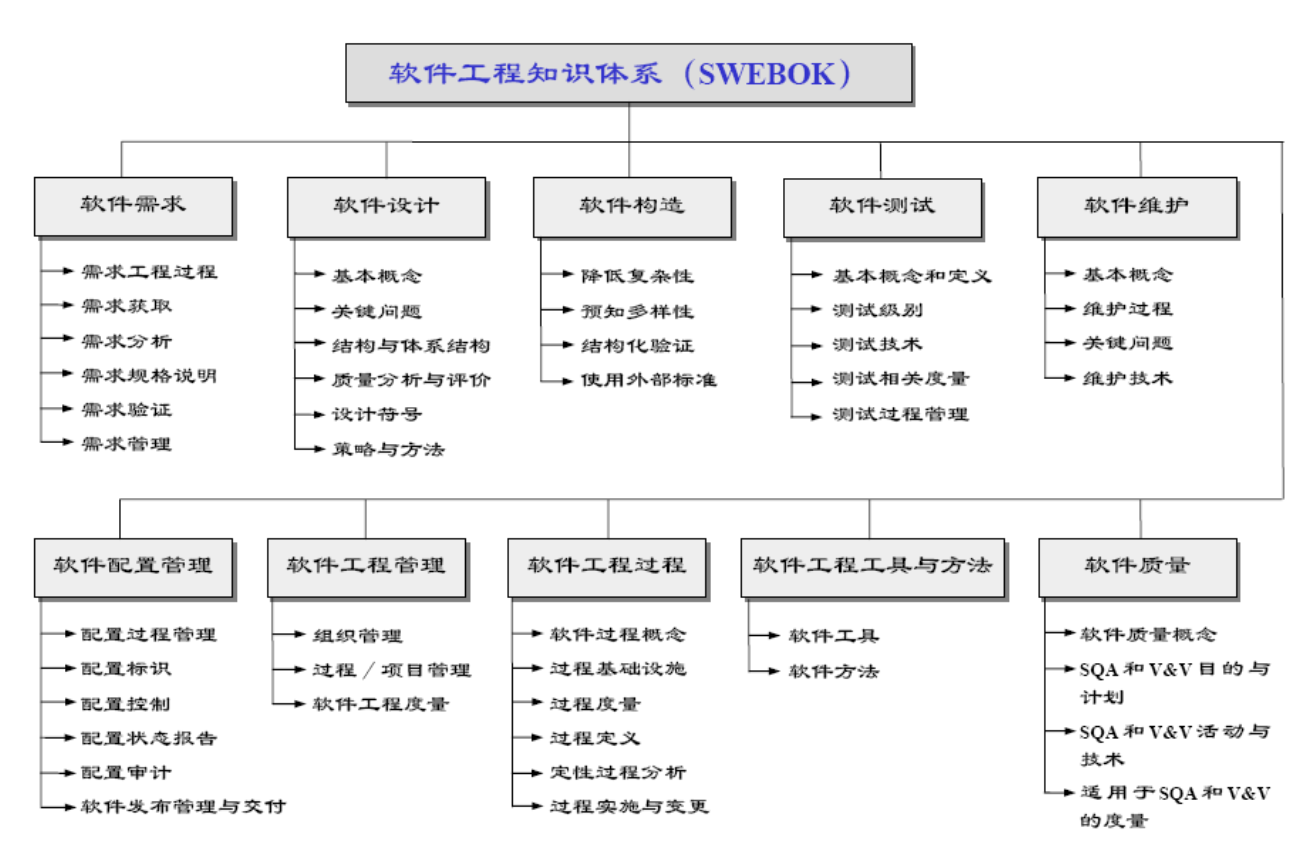 软件工程知识体系（SWEBOK）
软件需求
需求工程过程
需求获取
需求分析
需求规格说明
需求验证
需求管理
软件设计
基本概念
关键问题
结构与体系结构
质量分析与评价
设计符号
策略与方法
软件构造
降低复杂性
预知多样性
结构化验证
使用外部标准
软件测试
基本概念和定义
测试级别
测试技术
测试相关度量
测试过程管理
软件维护
基本概念
维护过程
关键问题
维护技术
软件配置管理
配置过程管理
配置标识
配置控制
配置状态报告
配置审计
软件发布管理与交付
软件工程管理
组织管理
过程／项目管理
软件工程度量
软件工程过程
软件过程概念
过程基础设施
过程度量
过程定义
定性过程分析
过程实施与变更
软件工程工具与方法
软件工具
软件方法
软件质量
软件质量概念
SQA和V&V目的与
计划
SQA和V&V活动与
技术
适用于SQA和V&V
的度量